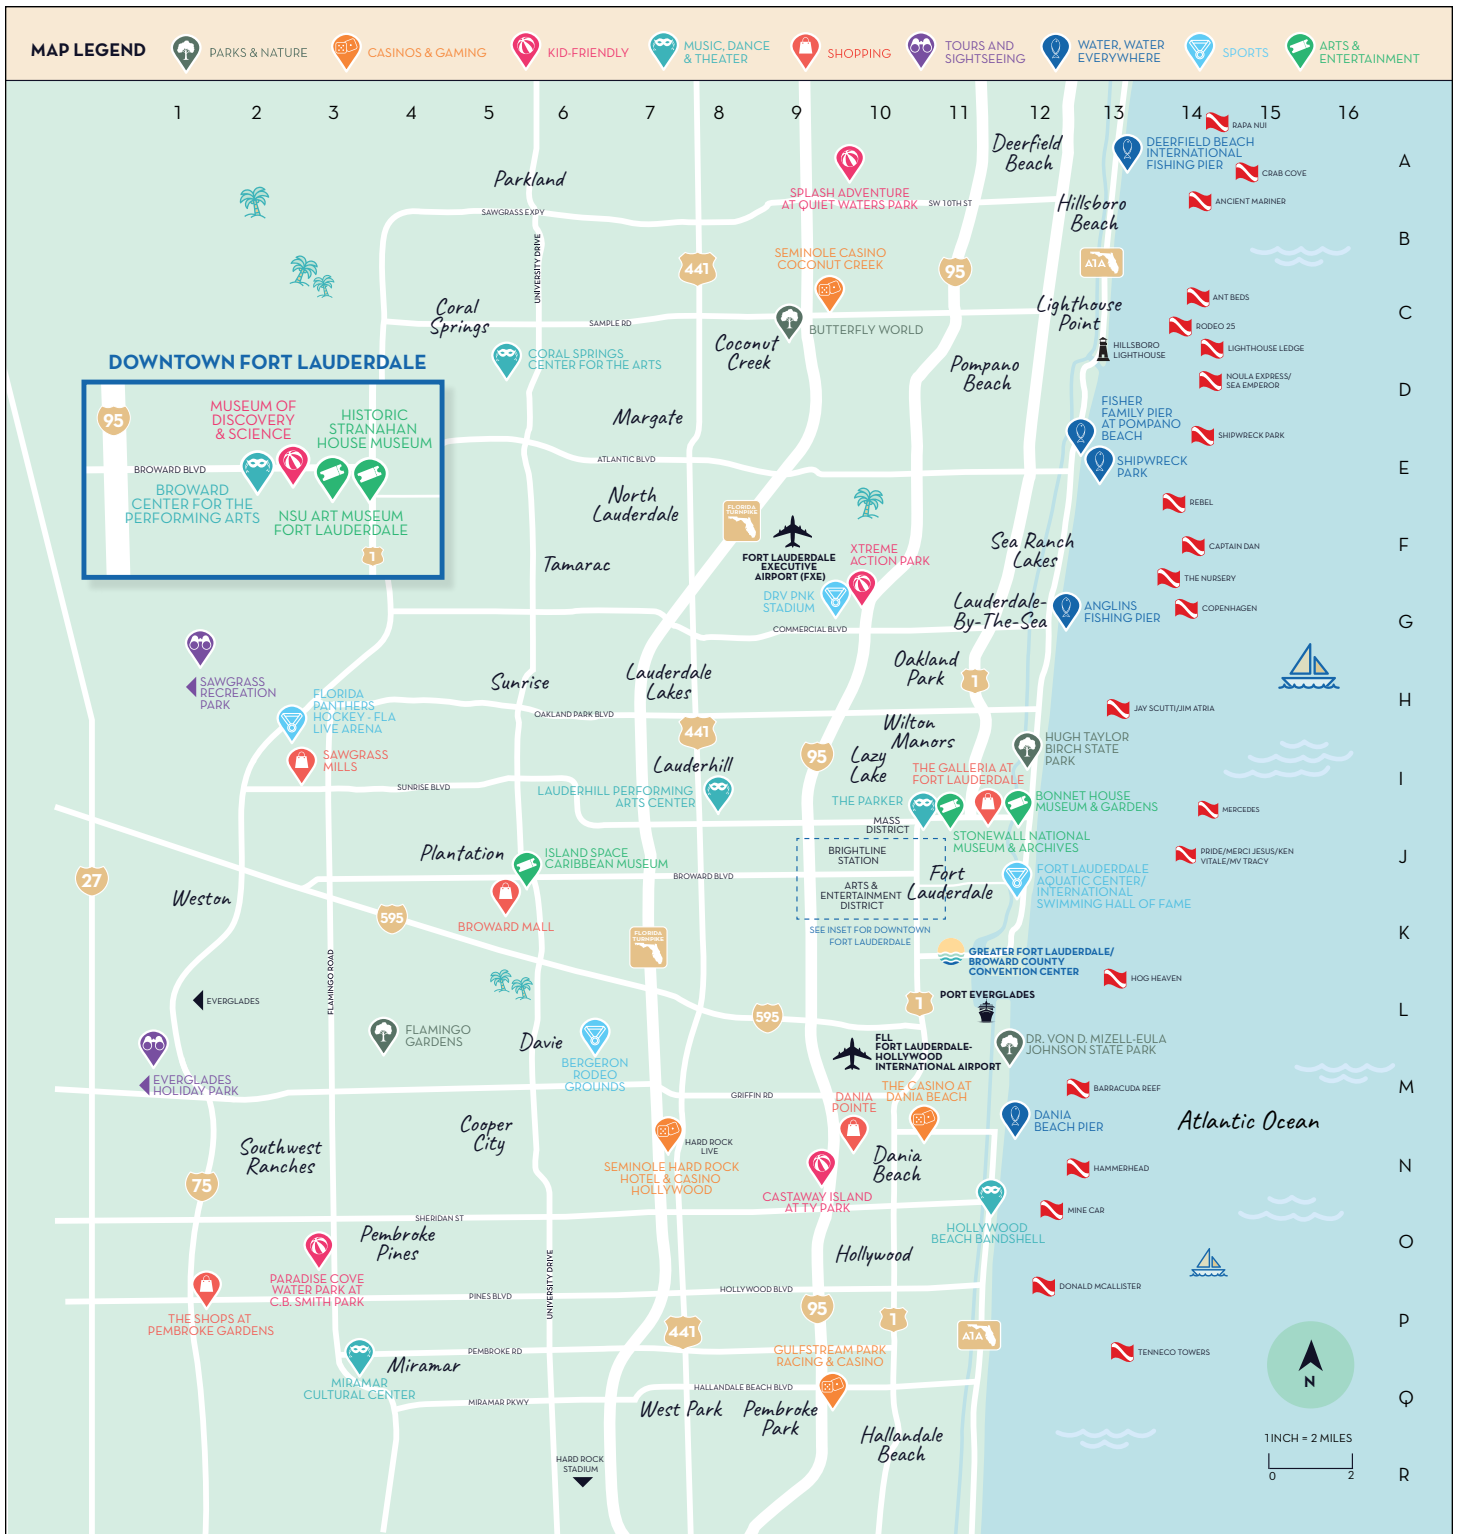 MAP LEGEND
PARKS & NATURE
CASINOS & GAMING
KID-FRIENDLY
MUSIC, DANCE
& THEATER
SHOPPING
TOURS AND
SIGHTSEEING
WATER, WATER
EVERYWHERE
SPORTS
ARTS &
ENTERTAINMENT
1 2 3 4 5 6 7 8 9 10 11 12 13 14 15 16
A
B
C
D
E
F
G
H
I
J
K
L
M
N
O
P
Q
R
RAPA NUI
Deerfield
Beach
DEERFIELD BEACH
INTERNATIONAL
FISHING PIER
CRAB COVE
Parkland
SPLASH ADVENTURE
AT QUIET WATERS PARK
SW 10TH ST
ANCIENT MARINER
Hillsboro
Beach
SAWGRASS EXPY
UNIVERSITY DRIVE
SEMINOLE CASINO
COCONUT CREEK
441
95
A1A
Coral
Springs
SAMPLE RD
BUTTERFLY WORLD
Lighthouse
Point
ANT BEDS
RODEO 25
HILLSBORO
LIGHTHOUSE
LIGHTHOUSE LEDGE
Coconut
Creek
CORAL SPRINGS
CENTER FOR THE ARTS
Pompano
Beach
NOULA EXPRESS/
SEA EMPEROR
DOWNTOWN FORT LAUDERDALE
95
MUSEUM OF
DISCOVERY
& SCIENCE
HISTORIC
STRANAHAN
HOUSE MUSEUM
BROWARD BLVD
BROWARD
CENTER FOR THE
PERFORMING ARTS
NSU ART MUSEUM
FORT LAUDERDALE
1
Margate
FISHER
FAMILY PIER
AT POMPANO
BEACH
SHIPWRECK PARK
ATLANTIC BLVD
SHIPWRECK
PARK
North
Lauderdale
FLORIDA
TURNPIKE
REBEL
FORT LAUDERDALE
EXECUTIVE
AIRPORT (FXE)
XTREME
ACTION PARK
Sea Ranch
Lakes
CAPTAIN DAN
Tamarac
THE NURSERY
DRV PNK
STADIUM
Lauderdale-
By-The-Sea
ANGLINS
FISHING PIER
COPENHAGEN
COMMERCIAL BLVD
SAWGRASS
RECREATION
PARK
Sunrise
Lauderdale
Lakes
Oakland
Park
1
FLORIDA
PANTHERS
HOCKEY - FLA
LIVE ARENA
OAKLAND PARK BLVD
JAY SCUTTI/JIM ATRIA
441
Wilton
Manors
95
Lazy
Lake
HUGH TAYLOR
BIRCH STATE
PARK
SAWGRASS
MILLS
Lauderhill
THE GALLERIA AT
FORT LAUDERDALE
SUNRISE BLVD
LAUDERHILL PERFORMING
ARTS CENTER
THE PARKER
BONNET HOUSE
MUSEUM & GARDENS
MERCEDES
MASS
DISTRICT
STONEWALL NATIONAL
MUSEUM & ARCHIVES
Plantation
ISLAND SPACE
CARIBBEAN MUSEUM
BRIGHTLINE
STATION
PRIDE/MERCI JESUS/KEN
VITALE/MV TRACY
27
BROWARD BLVD
ARTS &
ENTERTAINMENT
DISTRICT
Fort
Lauderdale
FORT LAUDERDALE
AQUATIC CENTER/
INTERNATIONAL
SWIMMING HALL OF FAME
Weston
595
BROWARD MALL
SEE INSET FOR DOWNTOWN
FORT LAUDERDALE
FLORIDA
TURNPIKE
GREATER FORT LAUDERDALE/
BROWARD COUNTY
CONVENTION CENTER
FLAMINGO ROAD
HOG HEAVEN
EVERGLADES
1
PORT EVERGLADES
595
FLAMINGO
GARDENS
Davie
FLL
FORT LAUDERDALE-
HOLLYWOOD
INTERNATIONAL AIRPORT
DR. VON D. MIZELL-EULA
JOHNSON STATE PARK
BERGERON
RODEO
GROUNDS
EVERGLADES
HOLIDAY PARK
GRIFFIN RD
THE CASINO AT
DANIA BEACH
DANIA
POINTE
BARRACUDA REEF
DANIA
BEACH PIER
Atlantic Ocean
Cooper
City
HARD ROCK
LIVE
Southwest
Ranches
SEMINOLE HARD ROCK
HOTEL & CASINO
HOLLYWOOD
Dania
Beach
HAMMERHEAD
75
CASTAWAY ISLAND
AT TY PARK
MINE CAR
SHERIDAN ST
HOLLYWOOD
BEACH BANDSHELL
Pembroke
Pines
Hollywood
UNIVERSITY DRIVE
PARADISE COVE
WATER PARK AT
C.B. SMITH PARK
HOLLYWOOD BLVD
DONALD MCALLISTER
PINES BLVD
THE SHOPS AT
PEMBROKE GARDENS
95
1
441
A1A
PEMBROKE RD
GULFSTREAM PARK
RACING & CASINO
TENNECO TOWERS
Miramar
MIRAMAR
CULTURAL CENTER
HALLANDALE BEACH BLVD
N
MIRAMAR PKWY
West Park
Pembroke
Park
Hallandale
Beach
1 INCH = 2 MILES
0 2
HARD ROCK
STADIUM